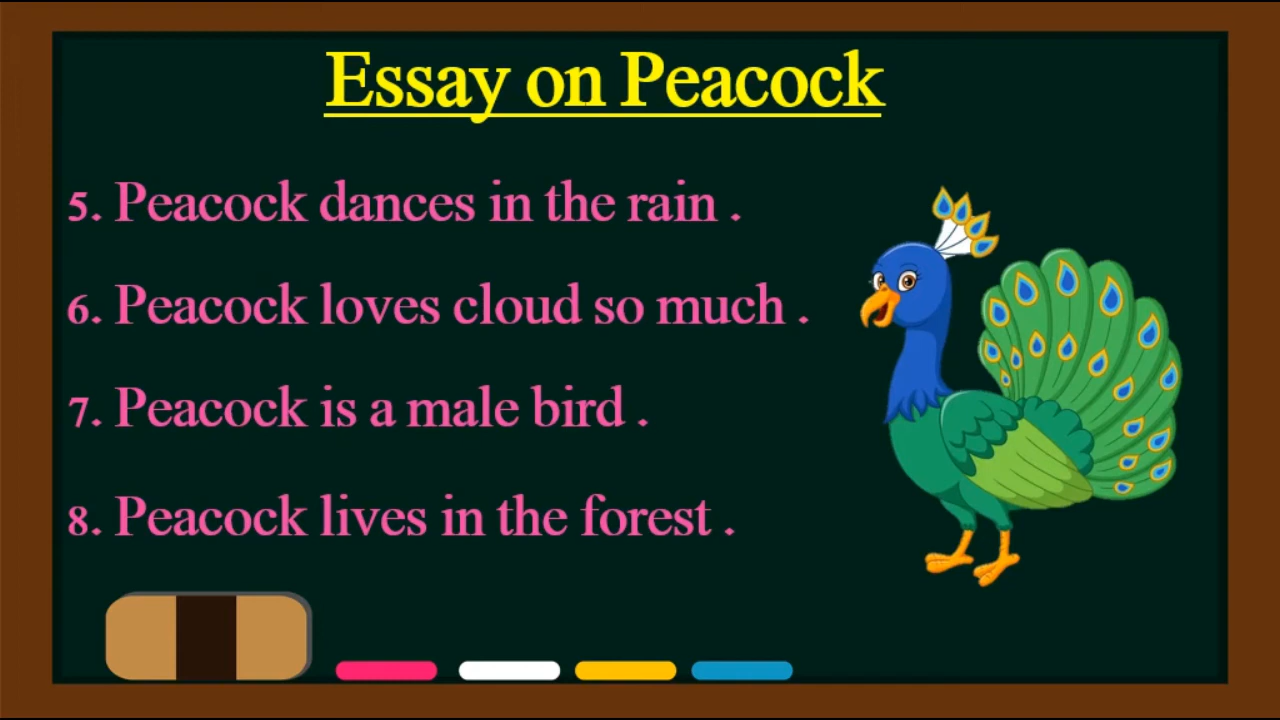 Essay on Peacock
5. Peacock dances in the rain .
6. Peacock loves cloud so much .
7. Peacock is a male bird .
8. Peacock lives in the forest .